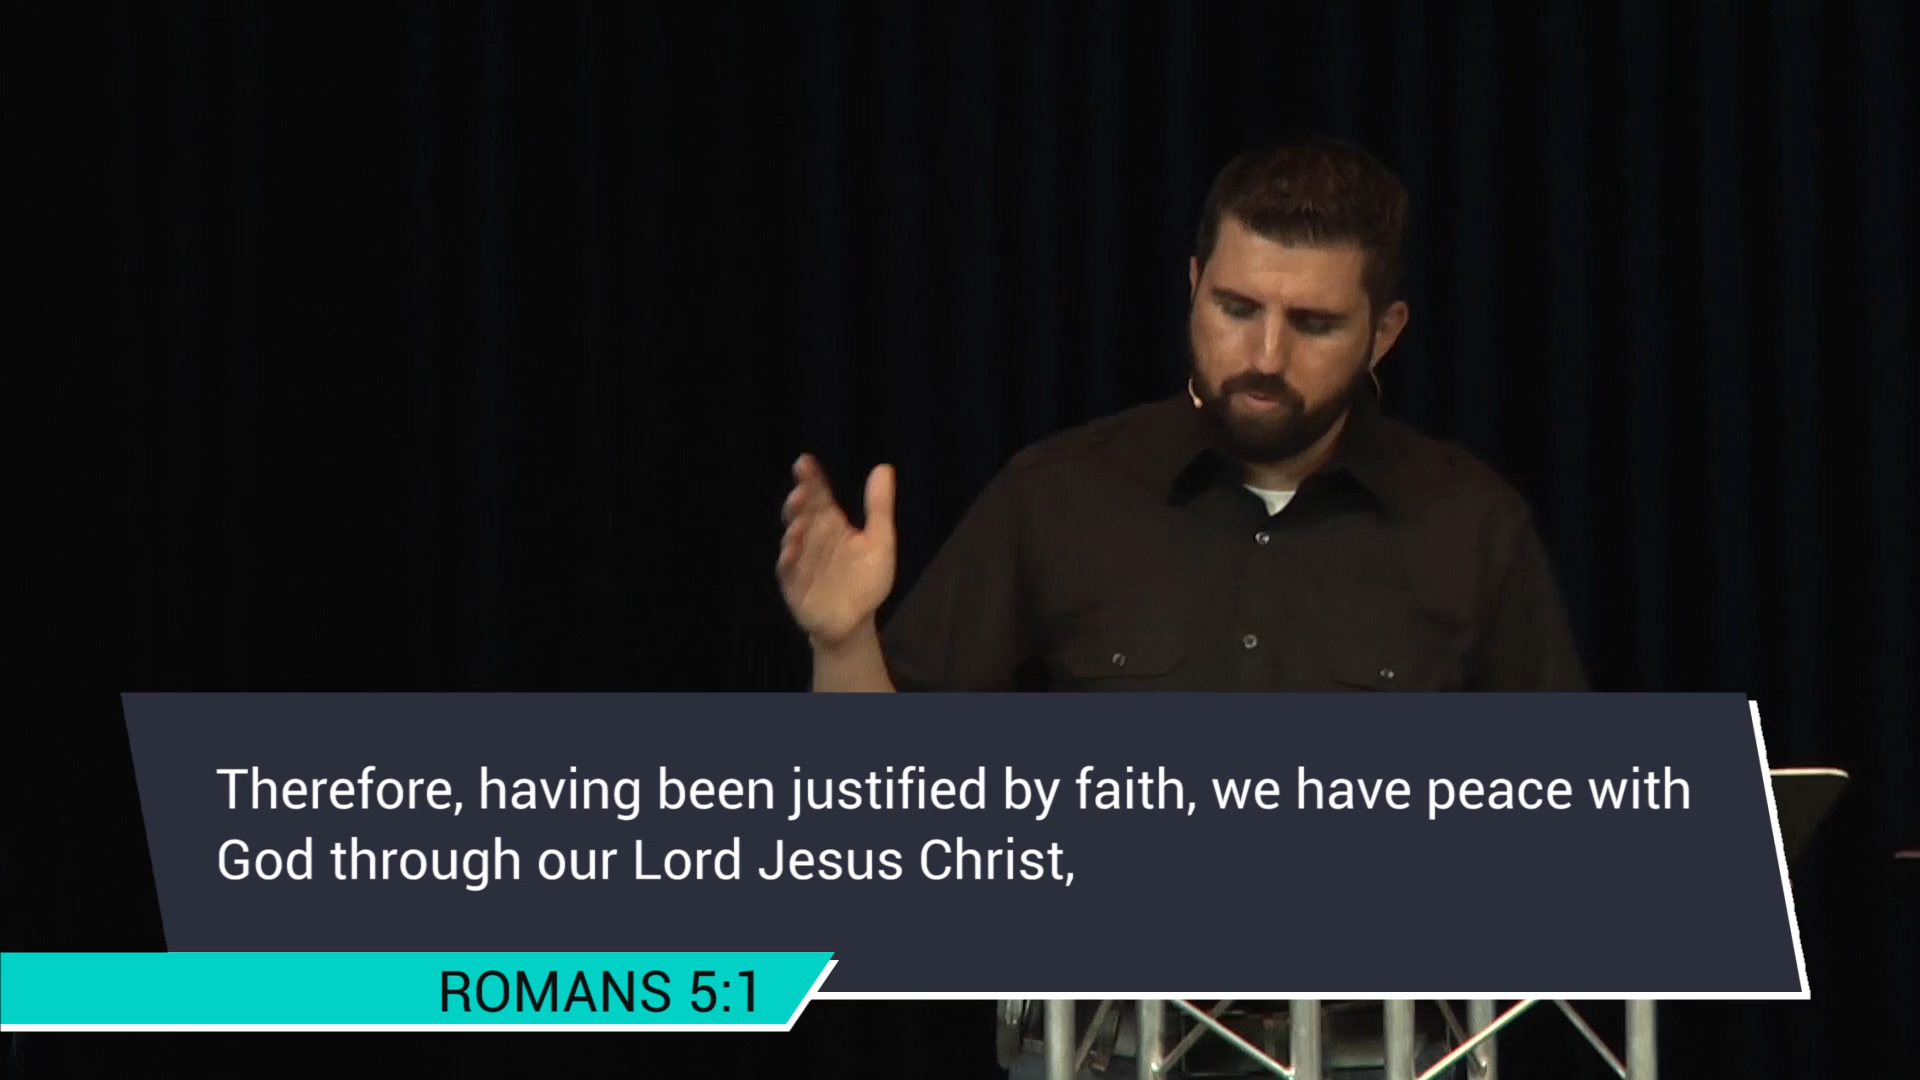 Therefore, having been justified by faith, we have peace with
God through our Lord Jesus Christ,
ROMANS 5:1